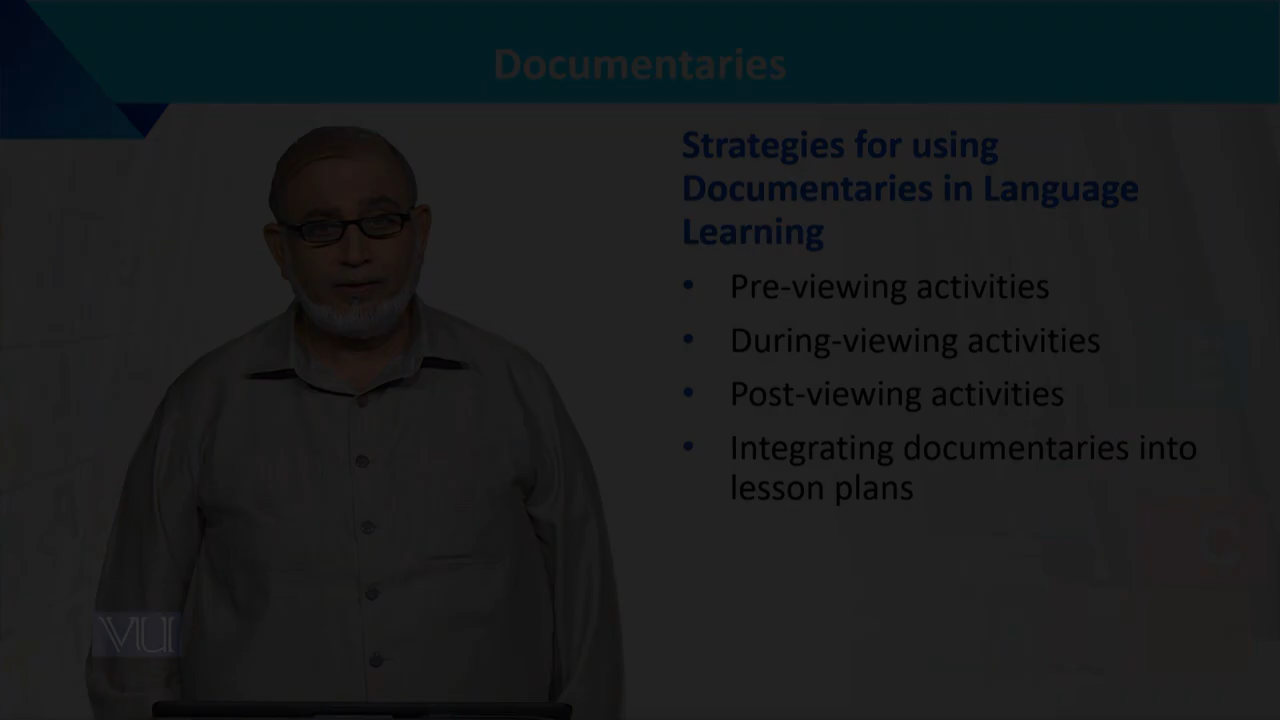 Documentaries
Strategies for using
Documentaries in Language
Learning
• Pre-viewing activities
• During-viewing activities
• Post-viewing activities
• Integrating documentaries into
lesson plans
VU